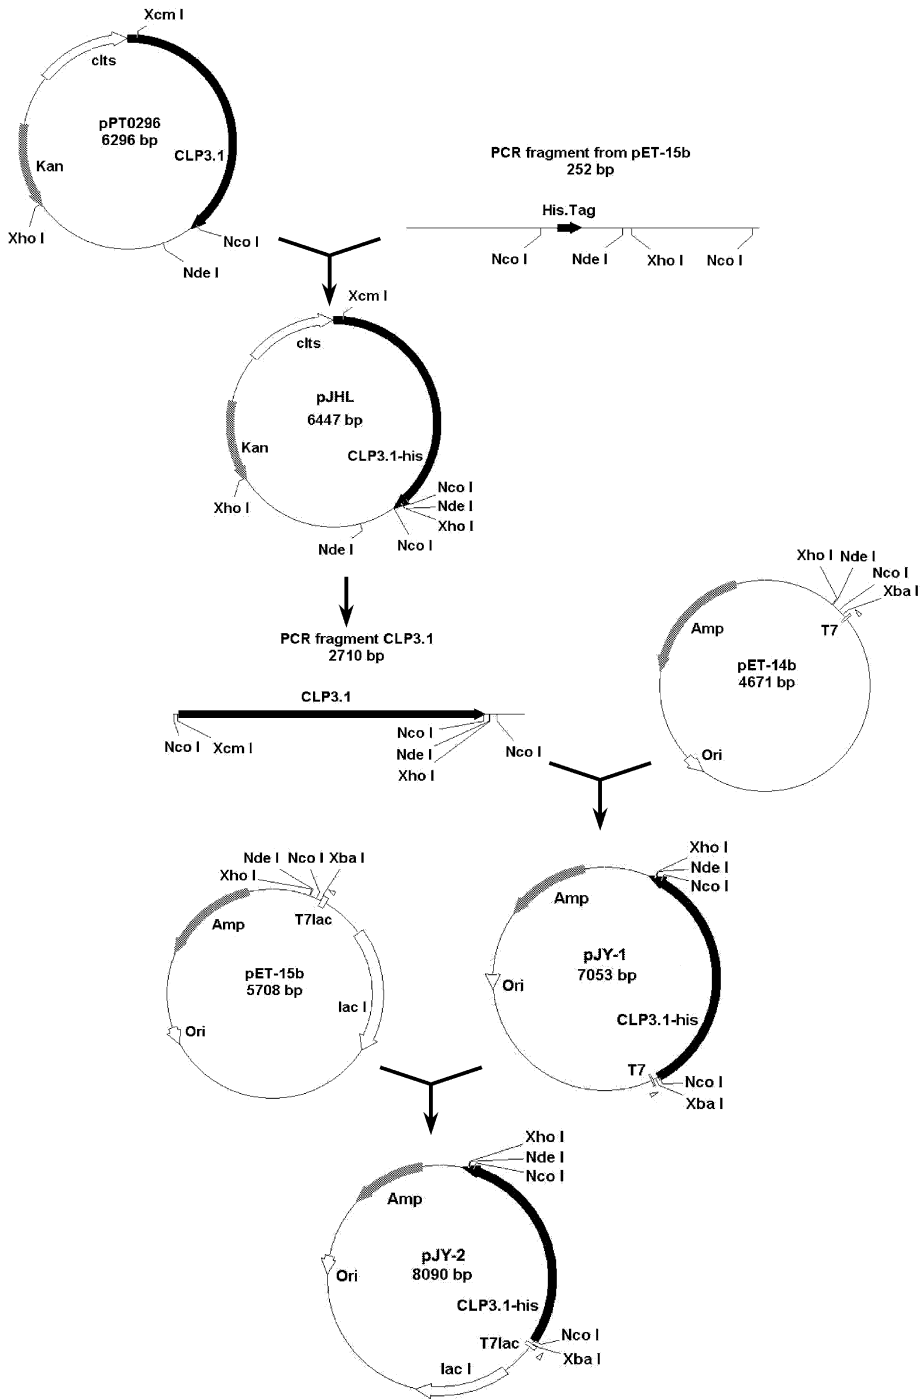 Xcm I
clts
pPT0296
6296 bp
CLP3.1
Kan
Xho I
Nco I
Nde I
PCR fragment from pET-15b
252 bp
His.Tag
Nco I
Nde I
Xho I
Nco I
Xcm I
clts
pJHL
6447 bp
Kan
CLP3.1-his
Xho I
Nco I
Nde I
Xho I
Nco I
Nde I
PCR fragment CLP3.1
2710 bp
CLP3.1
Nco I
Xcm I
Nco I
Nde I
Xho I
Nco I
Xho I
Nde I
Nco I
Xba I
T7
Amp
pET-14b
4671 bp
Ori
Nde I
Nco I
Xba I
Xho I
T7lac
Amp
pET-15b
5708 bp
lac I
Ori
Xho I
Nde I
Nco I
Amp
pJY-1
7053 bp
Ori
CLP3.1-his
T7
Nco I
Xba I
Xho I
Nde I
Nco I
Amp
pJY-2
8090 bp
Ori
CLP3.1-his
T7lac
Nco I
Xba I
lac I